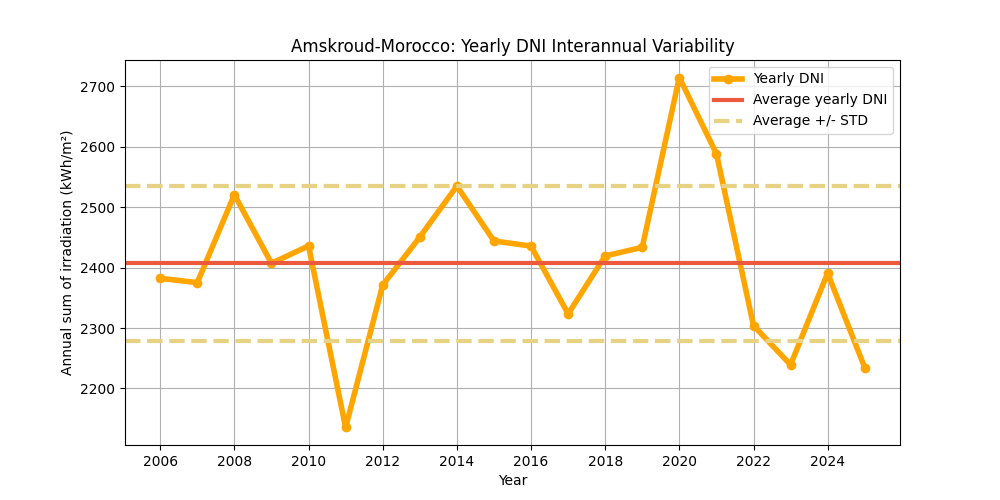 Amskroud-Morocco: Yearly DNI Interannual Variability
Yearly DNI
Average yearly DNI
Average +/- STD
Annual sum of irradiation (kWh/m²)
2700
2600
2500
2400
2300
2200
2006 2008 2010 2012 2014 2016 2018 2020 2022 2024
Year